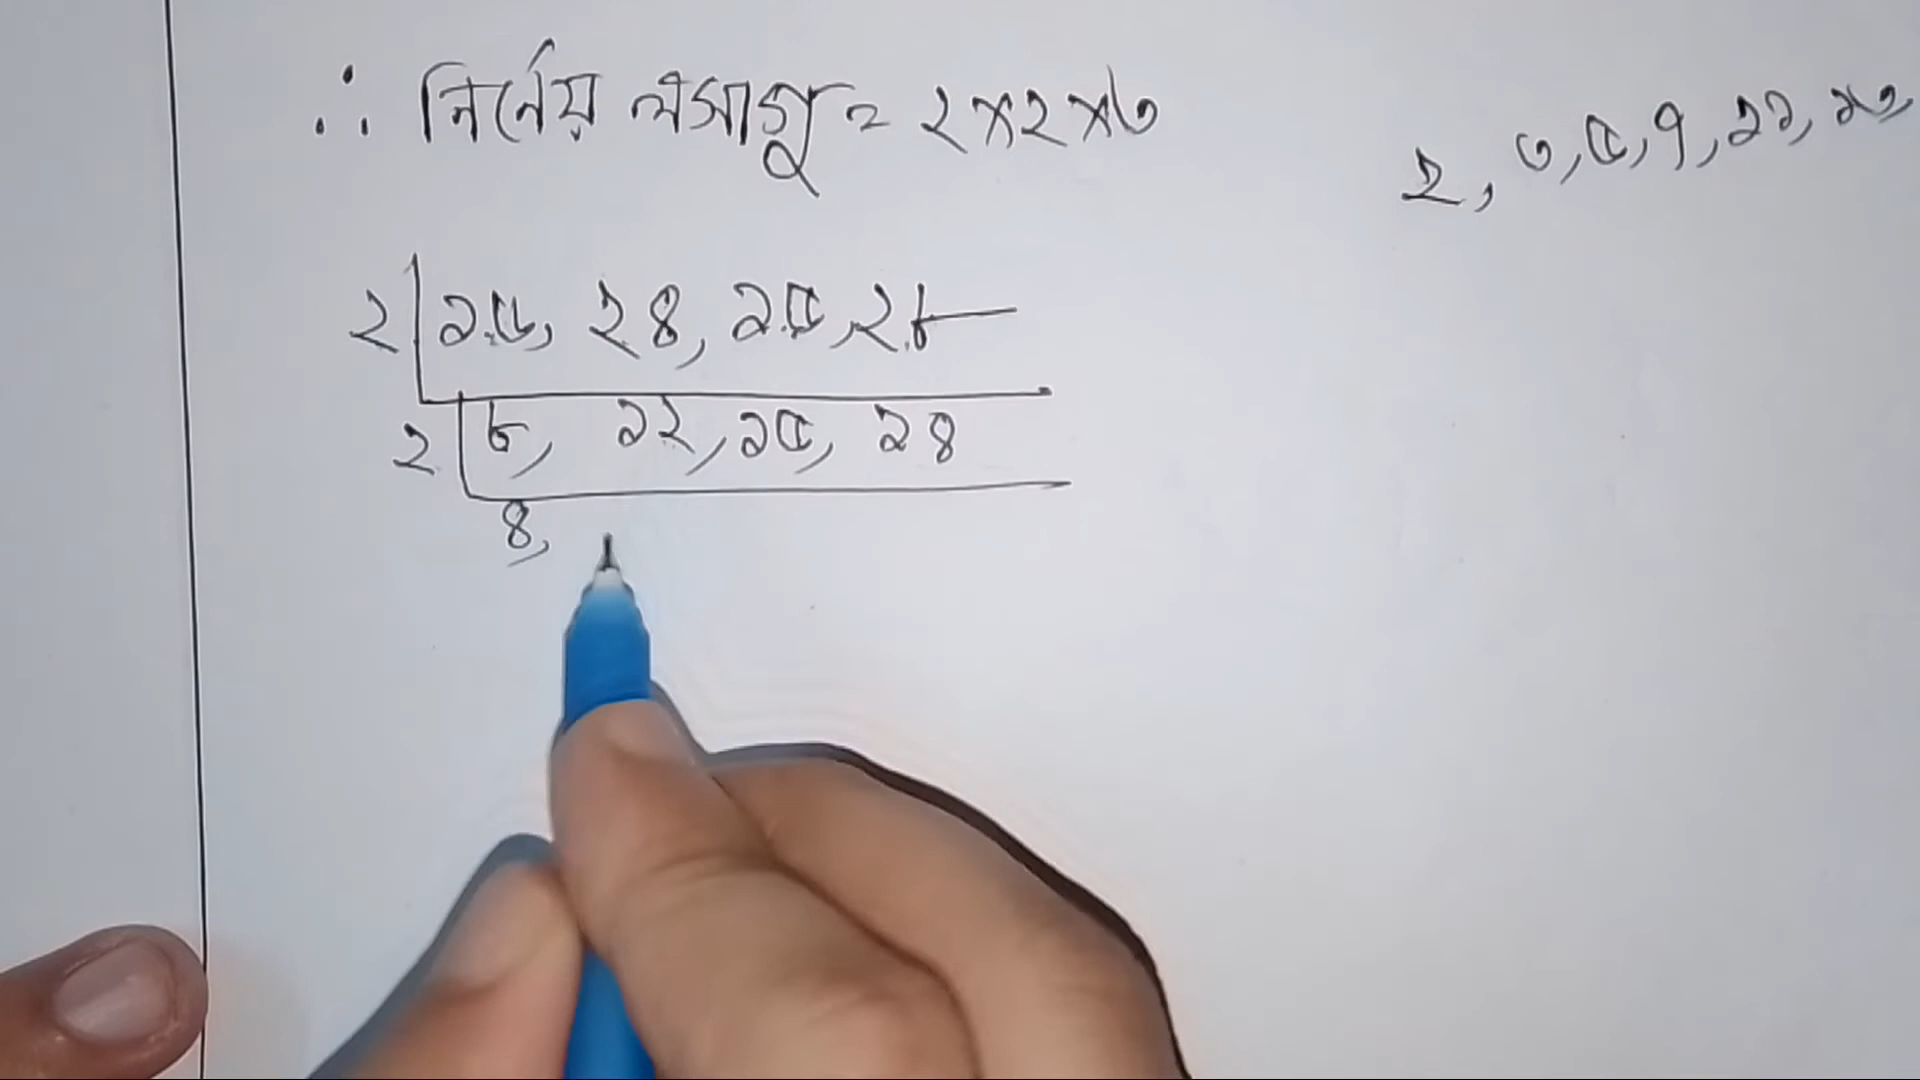 ∴ নির্ণেয় লসাগু = ২×২×৩
২, ৩, ৫, ৭, ১১, ১৩,
২ ১৬, ২৪, ১৫, ২৮
২ ৮, ১২, ১৫, ১৪
৪,